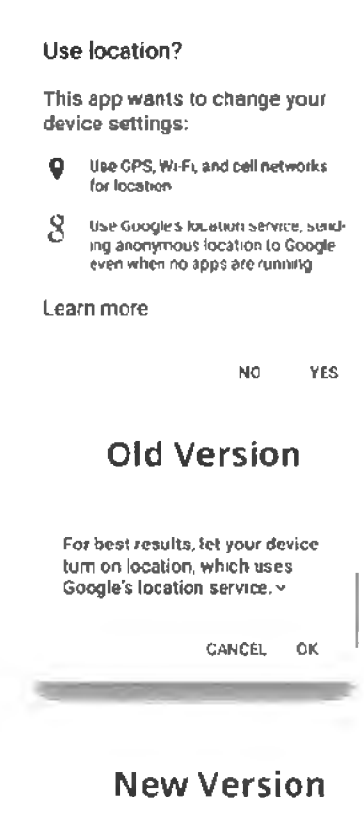 Use location?
This app wants to change your
device settings:
Use GPS, Wi-Fi, and cell networks
for location
Use Google's location service, send-
ing anonymous location to Google
even when no apps are running
Learn more
NO YES
Old Version
For best results, let your device
turn on location, which uses
Google's location service.
CANCEL OK
New Version